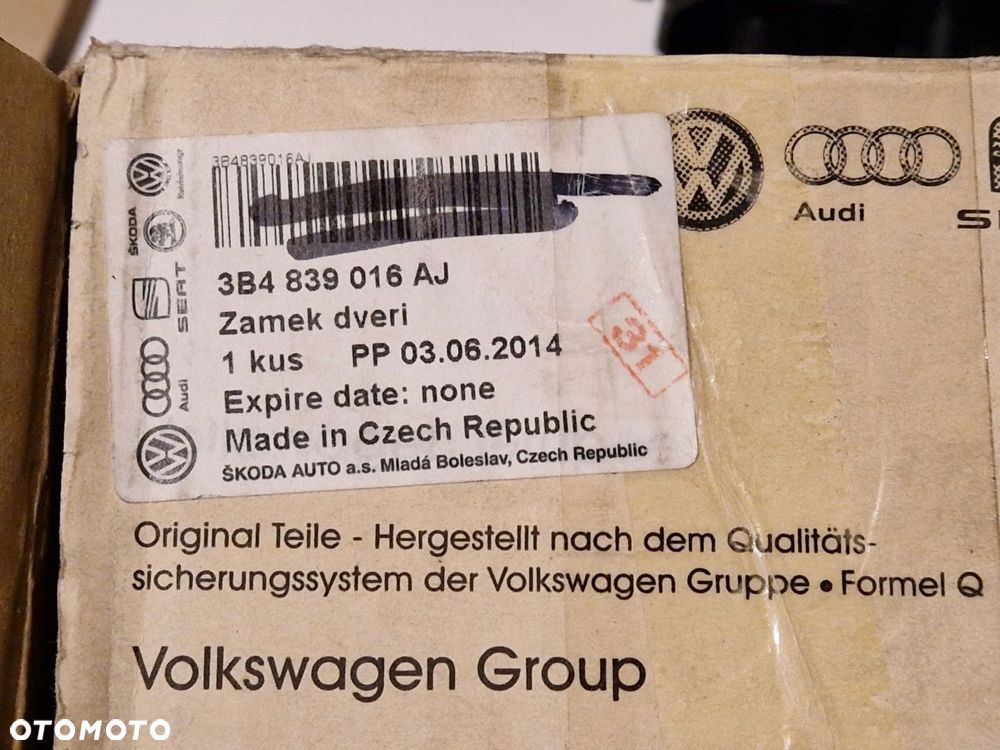 3B4839016AJ
3B4 839 016 AJ
Zamek dveri
1 kus PP 03.06.2014
Expire date: none
Made in Czech Republic
ŠKODA AUTO a.s. Mladá Boleslav, Czech Republic
31
ŠKODA
SEAT
Audi
Audi
Original Teile - Hergestellt nach dem Qualitäts-
sicherungssystem der Volkswagen Gruppe • Formel Q
Volkswagen Group
OTOMOTO